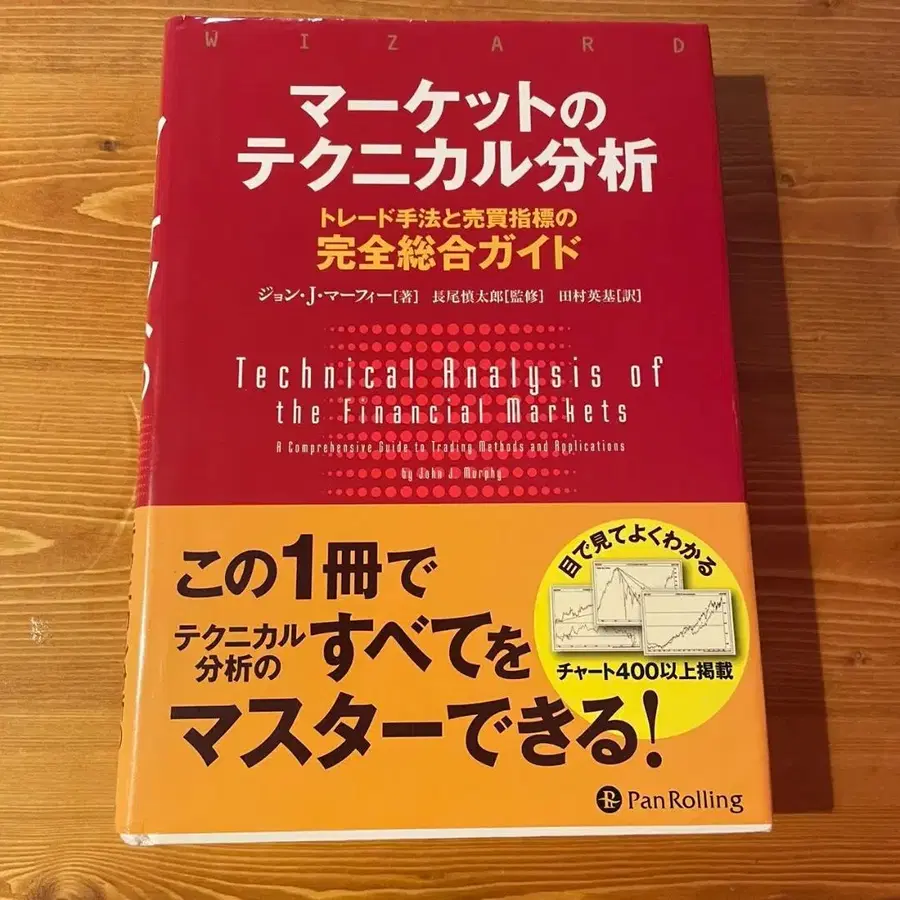 WIZARD
マーケットの
テクニカル分析
トレード手法と売買指標の
完全総合ガイド
ジョン・J・マーフィー[著] 長尾慎太郎[監修] 田村英基[訳]
Technical Analysis of
the Financial Markets
A Comprehensive Guide to Trading Methods and Applications
by John J. Murphy
この1冊で
テクニカル
分析の
すべてを
マスターできる!
目で見てよくわかる
チャート400以上掲載
PanRolling